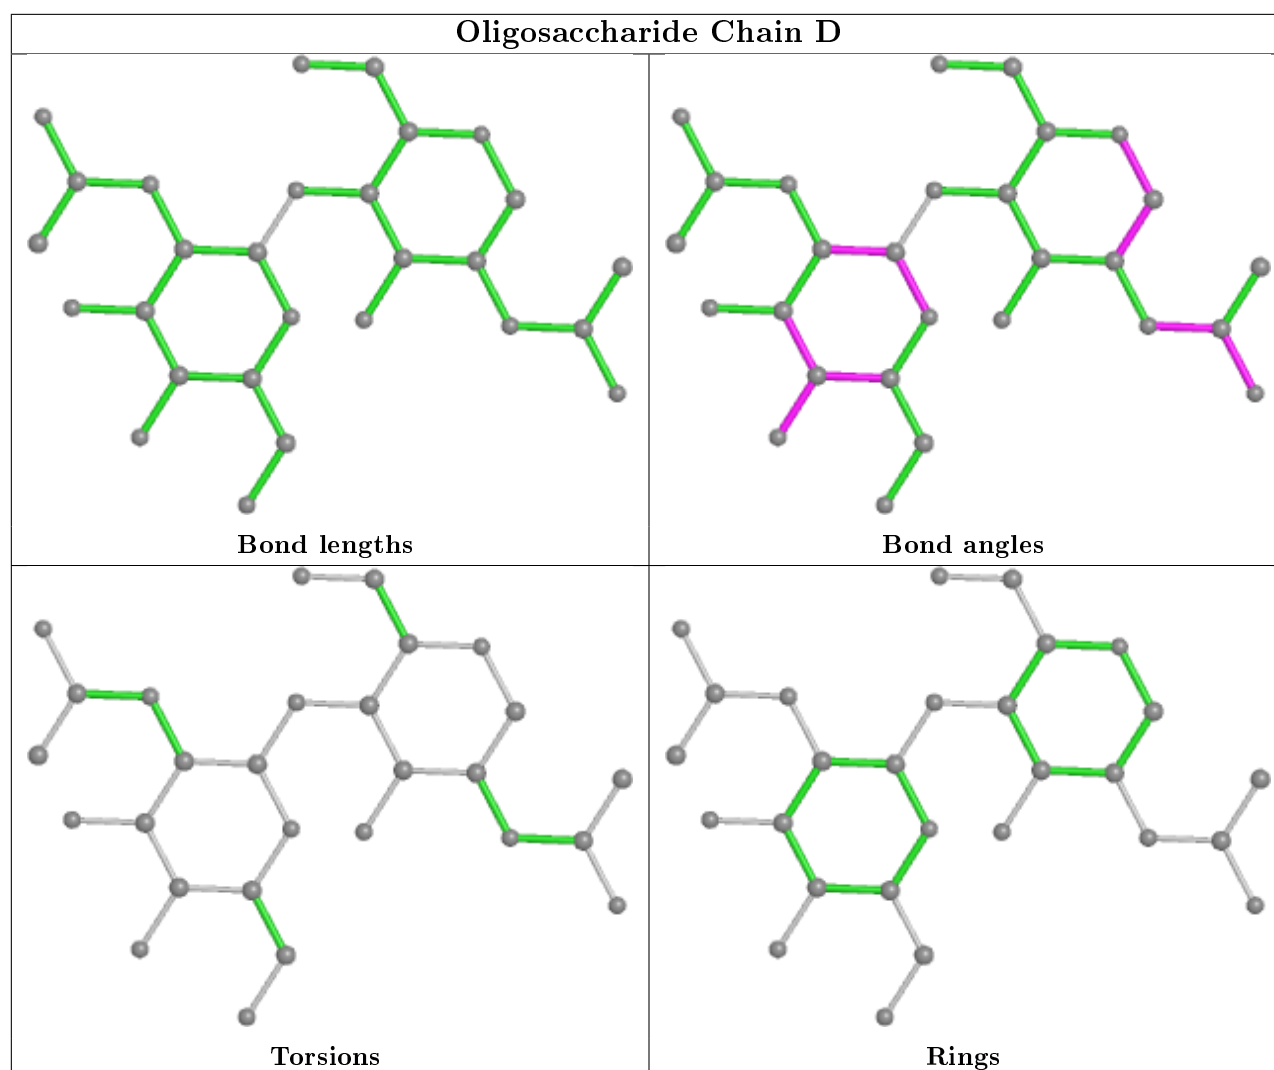 Oligosaccharide Chain D
Bond lengths
Bond angles
Torsions
Rings